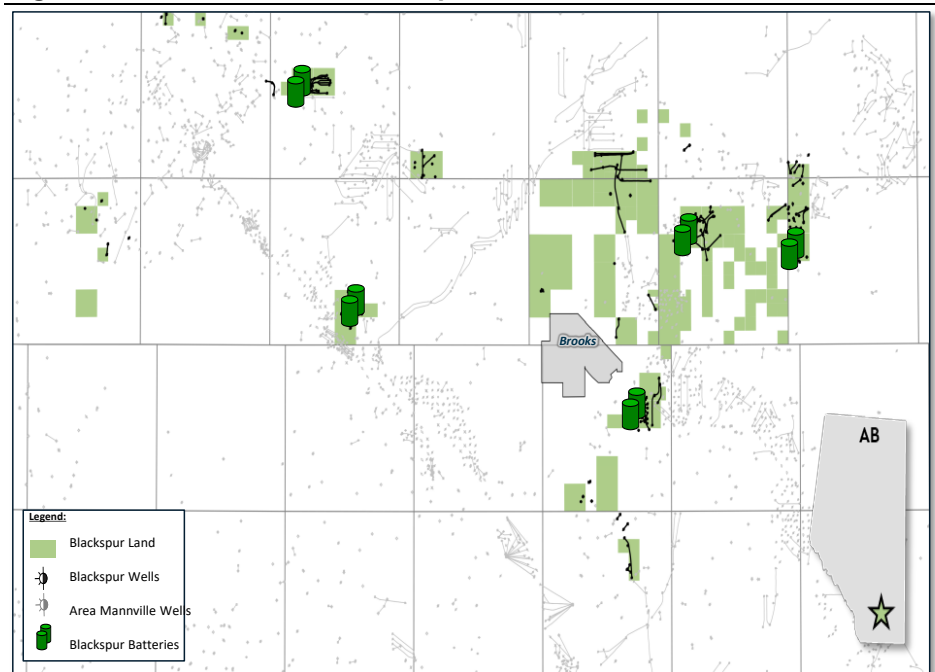 Brooks
AB
Legend:
Blackspur Land
Blackspur Wells
Area Mannville Wells
Blackspur Batteries